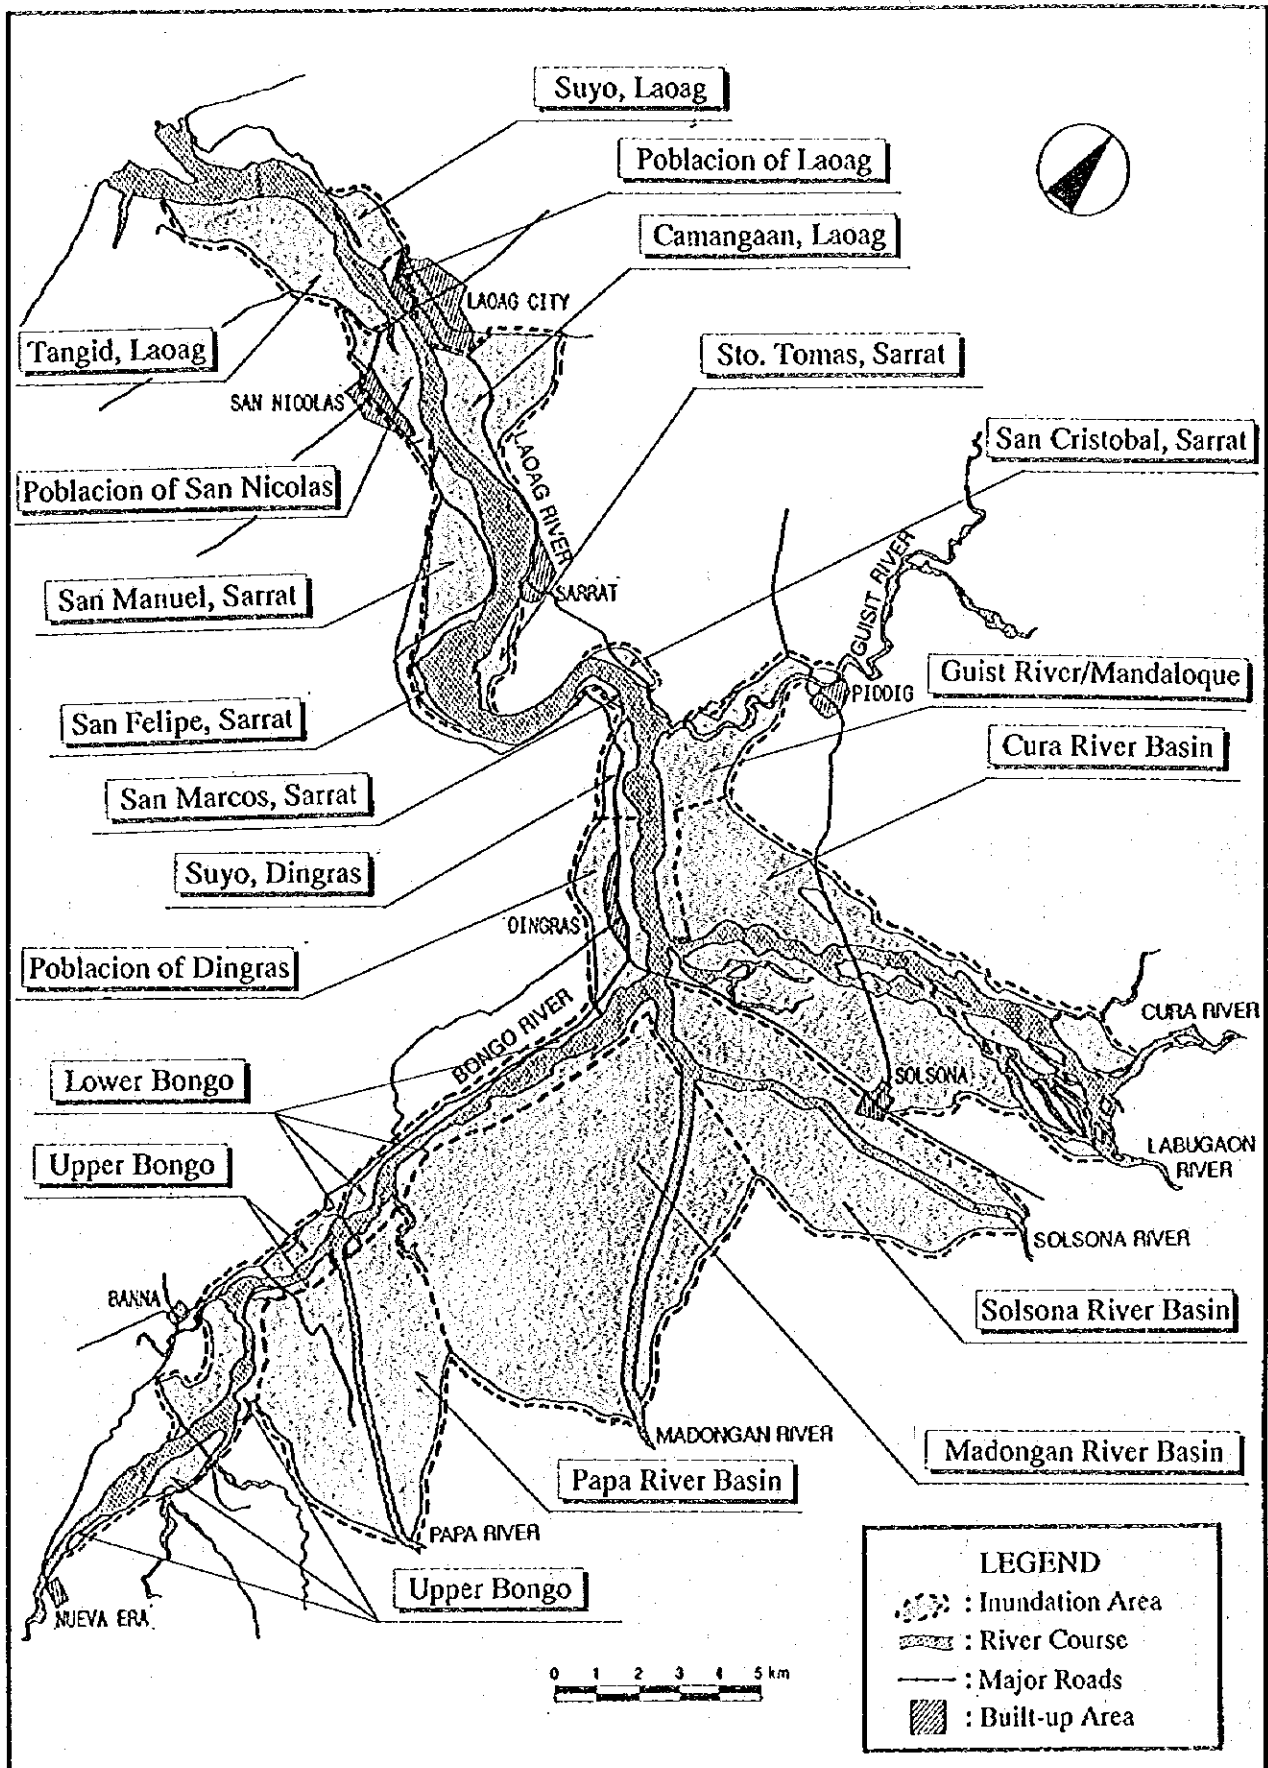 Suyo, Laoag
Poblacion of Laoag
Camangaan, Laoag
LAOAG CITY
Tangid, Laoag
Sto. Tomas, Sarrat
SAN NICOLAS
San Cristobal, Sarrat
LAOAG RIVER
Poblacion of San Nicolas
GUISIT RIVER
San Manuel, Sarrat
SARRAT
Guist River/Mandaloque
PIDDIG
San Felipe, Sarrat
Cura River Basin
San Marcos, Sarrat
Suyo, Dingras
DINGRAS
Poblacion of Dingras
BONGO RIVER
CURA RIVER
Lower Bongo
SOLSONA
Upper Bongo
LABUGAON
RIVER
SOLSONA RIVER
BANNA
Solsona River Basin
MADONGAN RIVER
Madongan River Basin
Papa River Basin
PAPA RIVER
Upper Bongo
NUEVA ERA
LEGEND
: Inundation Area
: River Course
: Major Roads
: Built-up Area
0 1 2 3 4 5 km